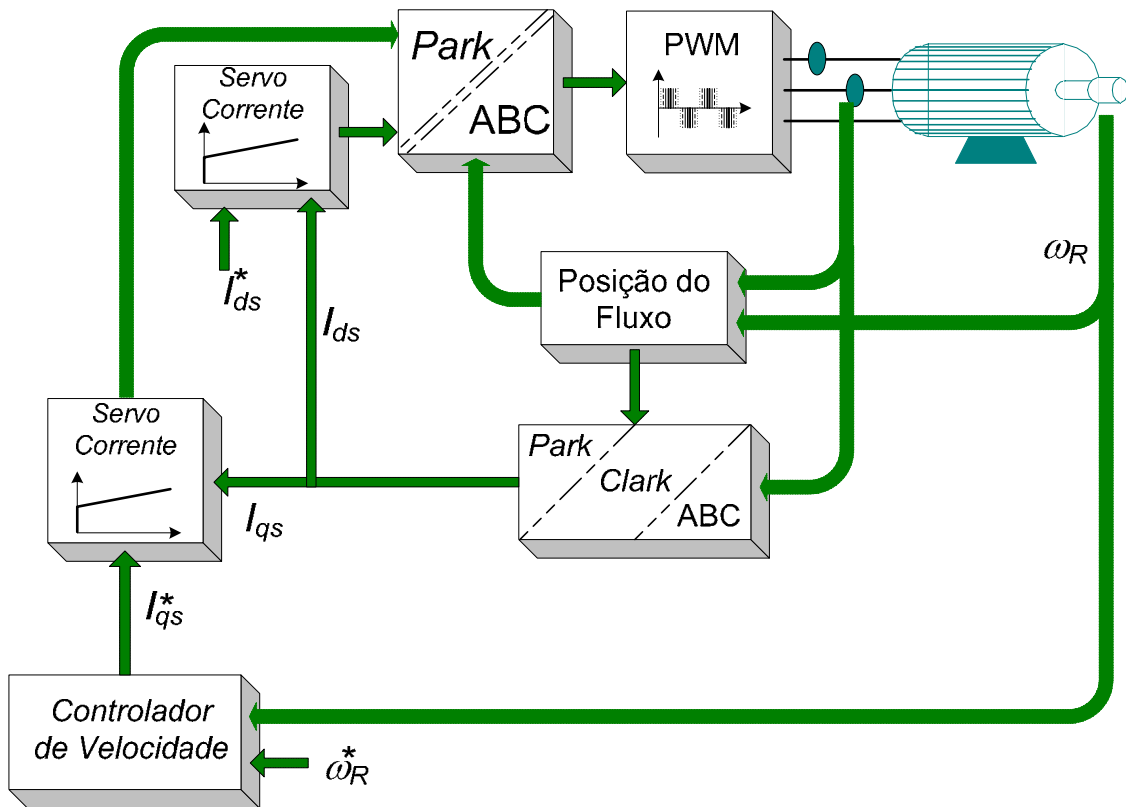 Park
ABC
PWM
Servo
Corrente
I*ds
Ids
ωR
Posição do
Fluxo
Servo
Corrente
Park
Clark
ABC
Iqs
I*qs
Controlador
de Velocidade
ω*R